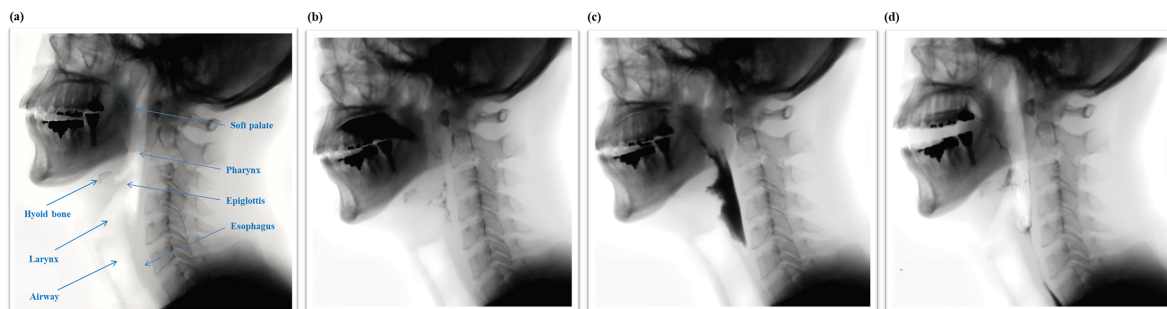 (a)
(b)
(c)
(d)
Soft palate
Pharynx
Epiglottis
Hyoid bone
Esophagus
Larynx
Airway